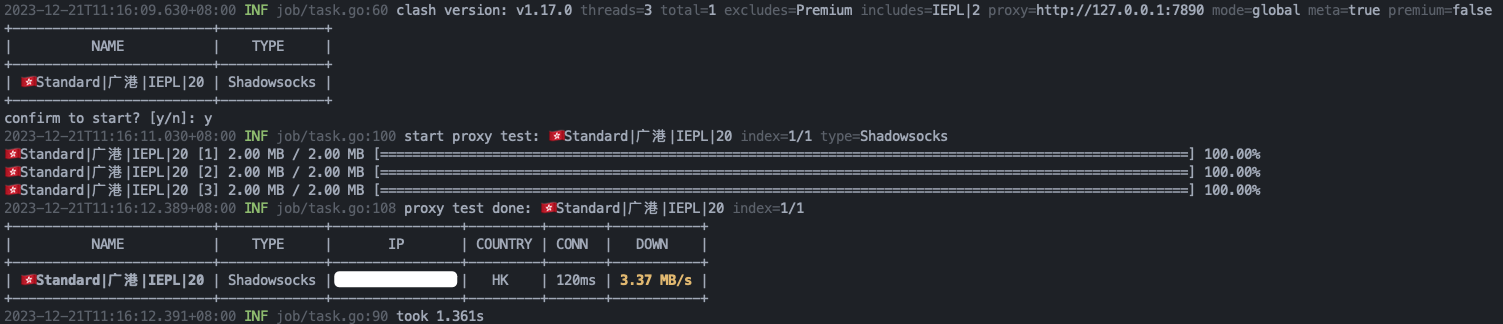 2023-12-21T11:16:09.630+08:00 INF job/task.go:60 clash version: v1.17.0 threads=3 total=1 excludes=Premium includes=IEPL|2 proxy=http://127.0.0.1:7890 mode=global meta=true premium=false
| NAME | TYPE |
| 🇭🇰Standard|广港|IEPL|20 | Shadowsocks |
confirm to start? [y/n]: y
2023-12-21T11:16:11.030+08:00 INF job/task.go:100 start proxy test: 🇭🇰Standard|广港|IEPL|20 index=1/1 type=Shadowsocks
🇭🇰Standard|广港|IEPL|20 [1] 2.00 MB / 2.00 MB [==============================] 100.00%
🇭🇰Standard|广港|IEPL|20 [2] 2.00 MB / 2.00 MB [==============================] 100.00%
🇭🇰Standard|广港|IEPL|20 [3] 2.00 MB / 2.00 MB [==============================] 100.00%
2023-12-21T11:16:12.389+08:00 INF job/task.go:108 proxy test done: 🇭🇰Standard|广港|IEPL|20 index=1/1
| NAME | TYPE | IP | COUNTRY | CONN | DOWN |
| 🇭🇰Standard|广港|IEPL|20 | Shadowsocks | | HK | 120ms | 3.37 MB/s |
2023-12-21T11:16:12.391+08:00 INF job/task.go:90 took 1.361s